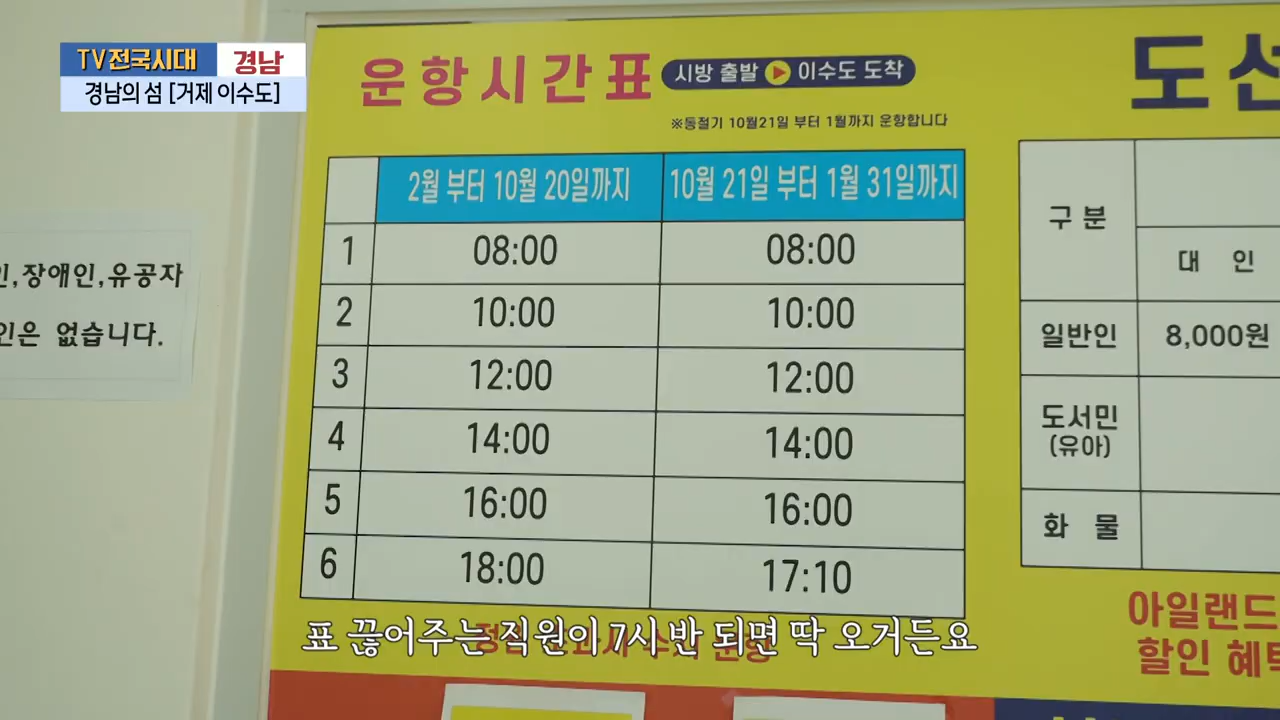 TV전국시대 경남
경남의 섬 [거제 이수도]
운항시간표 시방 출발 이수도 도착
※동절기 10월21일 부터 1월까지 운항합니다
2월 부터 10월 20일까지 10월 21일 부터 1월 31일까지
1 08:00 08:00
2 10:00 10:00
3 12:00 12:00
4 14:00 14:00
5 16:00 16:00
6 18:00 17:10
구분
대 인
일반인 8,000원
도서민
(유아)
화 물
아일랜드
할인
장애인,유공자
없습니다.
표 끊어주는 직원이 7시 반 되면 딱 오거든요